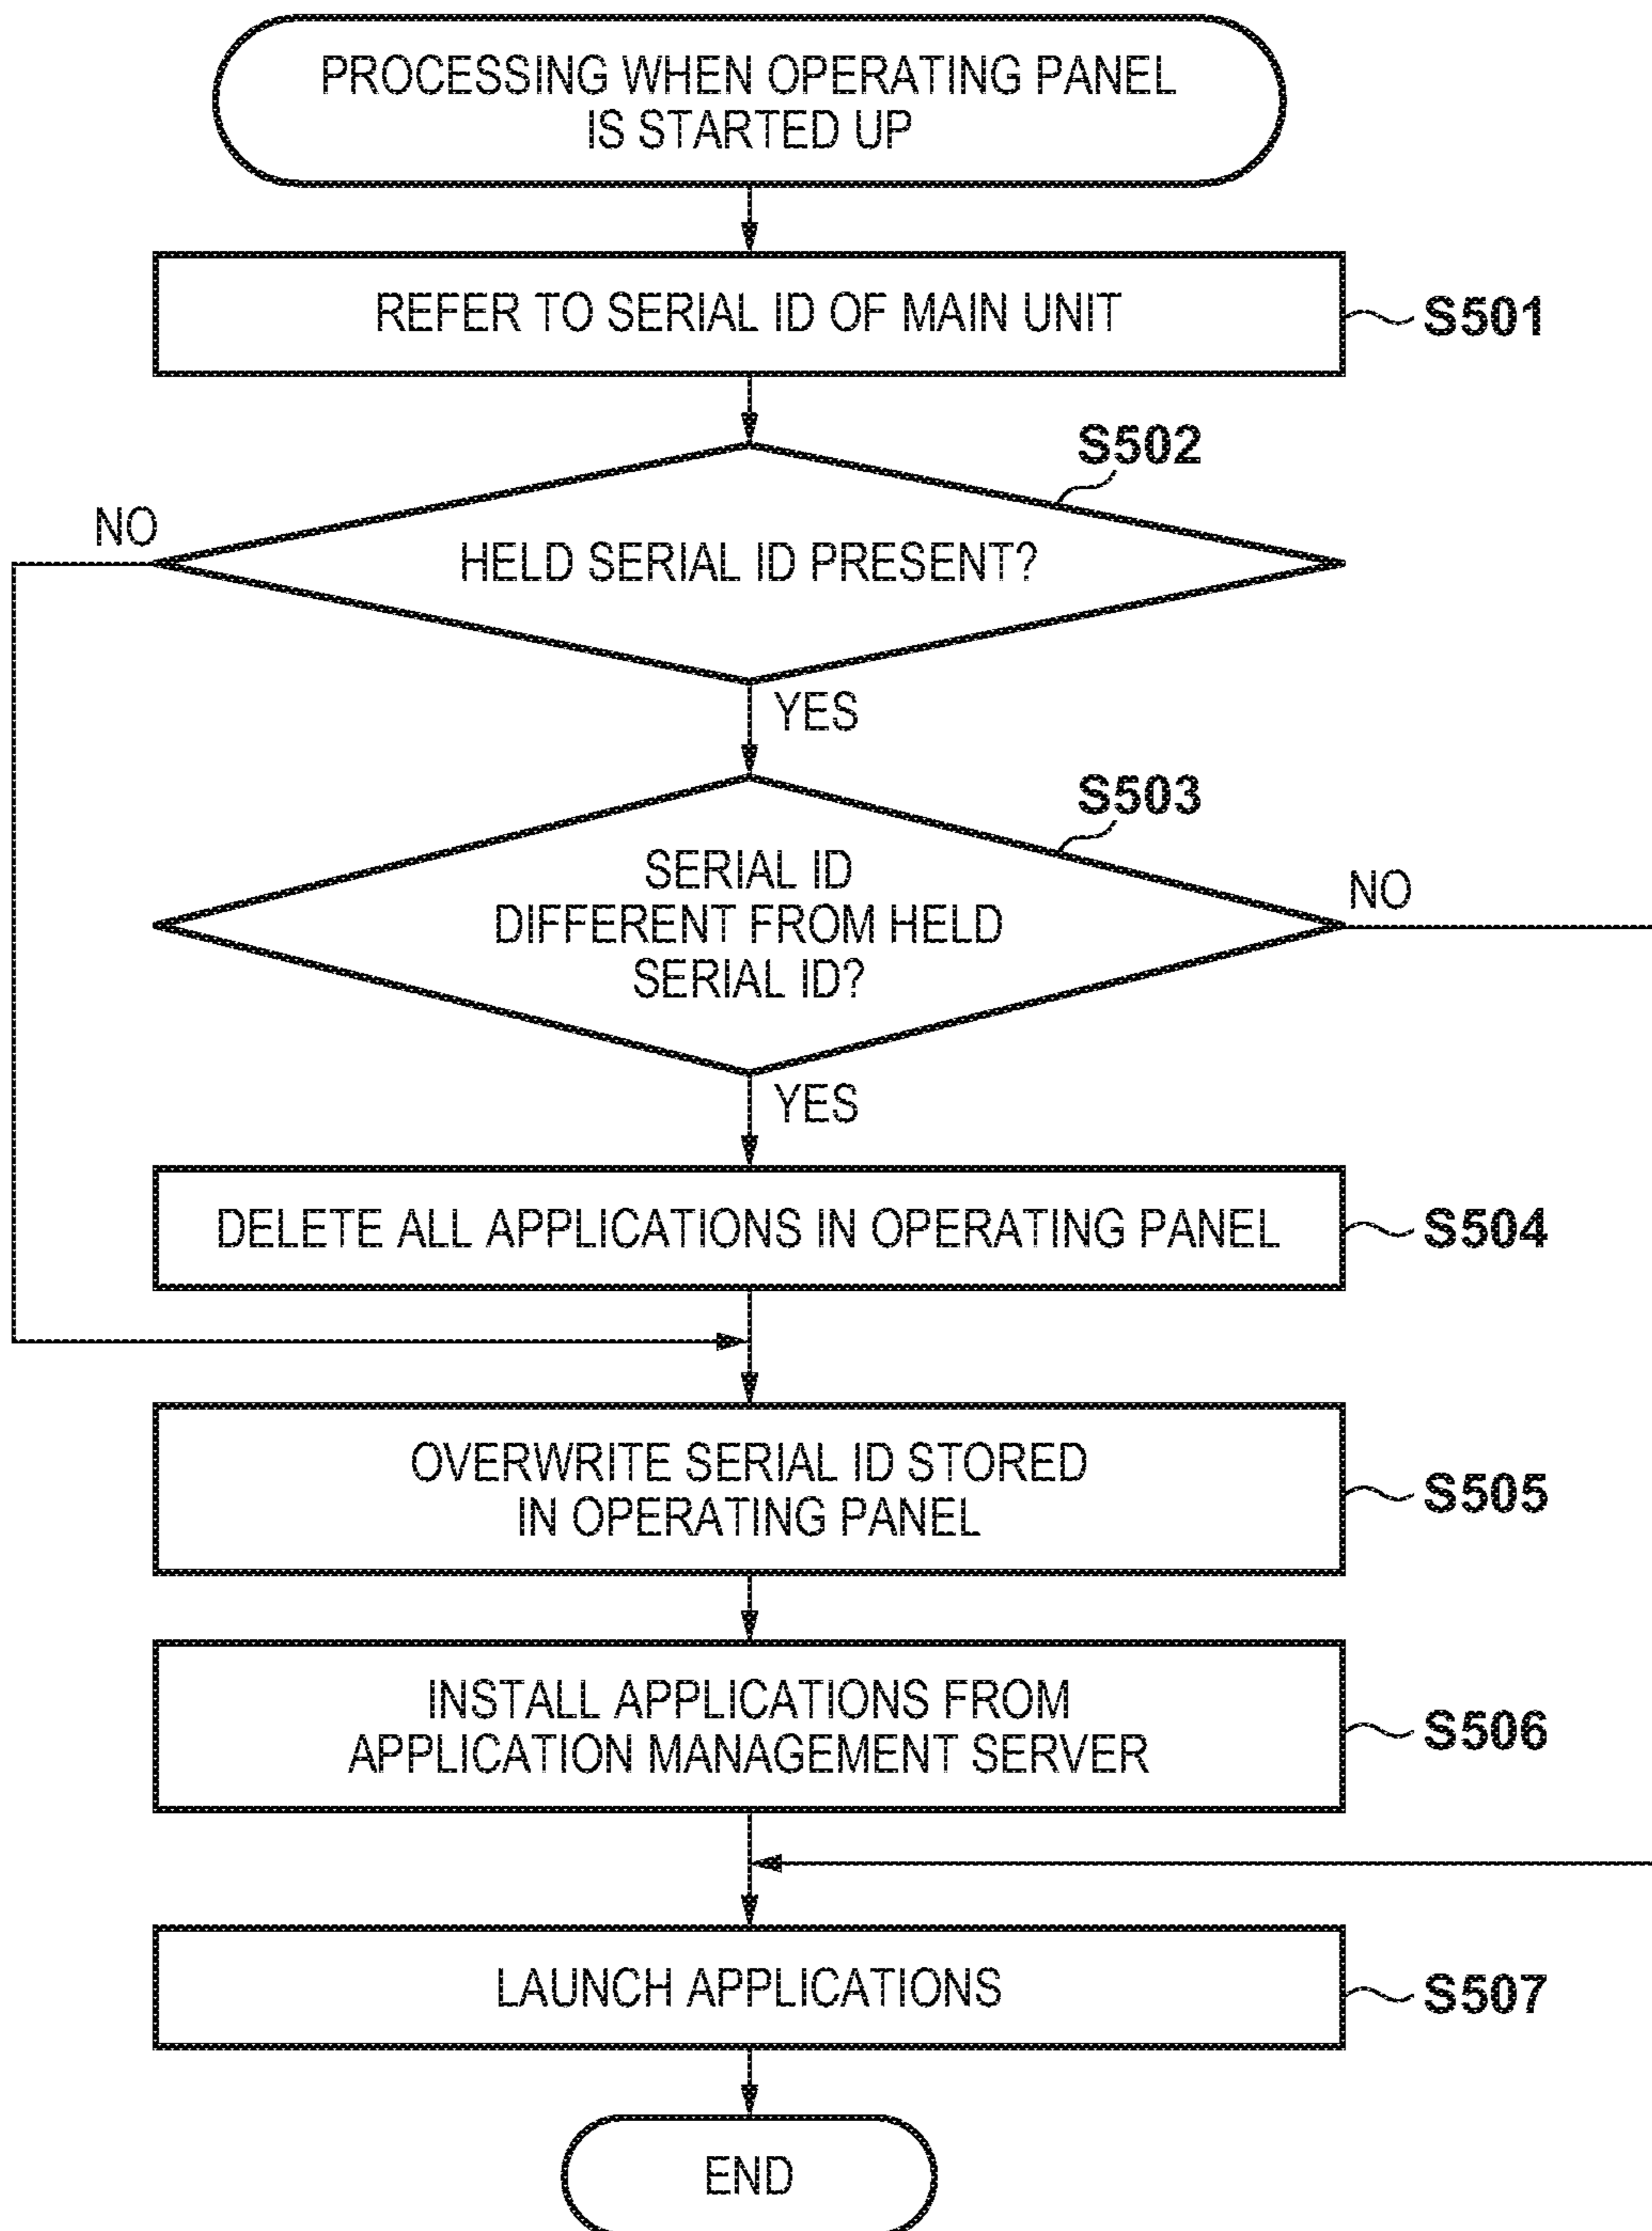 PROCESSING WHEN OPERATING PANEL
IS STARTED UP
REFER TO SERIAL ID OF MAIN UNIT
S501
S502
NO
HELD SERIAL ID PRESENT?
YES
S503
SERIAL ID
DIFFERENT FROM HELD
SERIAL ID?
NO
YES
DELETE ALL APPLICATIONS IN OPERATING PANEL
S504
OVERWRITE SERIAL ID STORED
IN OPERATING PANEL
S505
INSTALL APPLICATIONS FROM
APPLICATION MANAGEMENT SERVER
S506
LAUNCH APPLICATIONS
S507
END